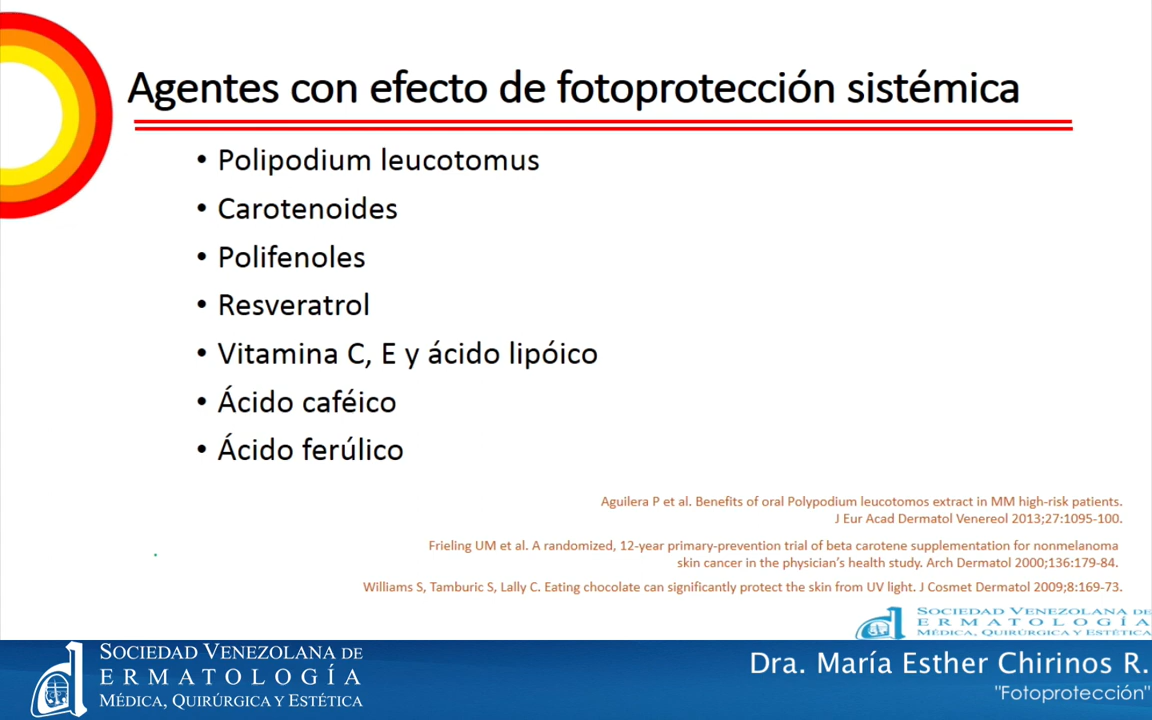 Agentes con efecto de fotoprotección sistémica
• Polipodium leucotomus
• Carotenoides
• Polifenoles
• Resveratrol
• Vitamina C, E y ácido lipóico
• Ácido caféico
• Ácido ferúlico
Aguilera P et al. Benefits of oral Polypodium leucotomos extract in MM high-risk patients.
J Eur Acad Dermatol Venereol 2013;27:1095-100.
Frieling UM et al. A randomized, 12-year primary-prevention trial of beta carotene supplementation for nonmelanoma
skin cancer in the physician's health study. Arch Dermatol 2000;136:179-84.
Williams S, Tamburic S, Lally C. Eating chocolate can significantly protect the skin from UV light. J Cosmet Dermatol 2009;8:169-73.
SOCIEDAD VENEZOLANA DE
ERMATOLOGÍA
MÉDICA, QUIRÚRGICA Y ESTÉTICA
SOCIEDAD VENEZOLANA DE
ERMATOLOGÍA
MÉDICA, QUIRÚRGICA Y ESTÉTICA
Dra. María Esther Chirinos R.
"Fotoprotección"